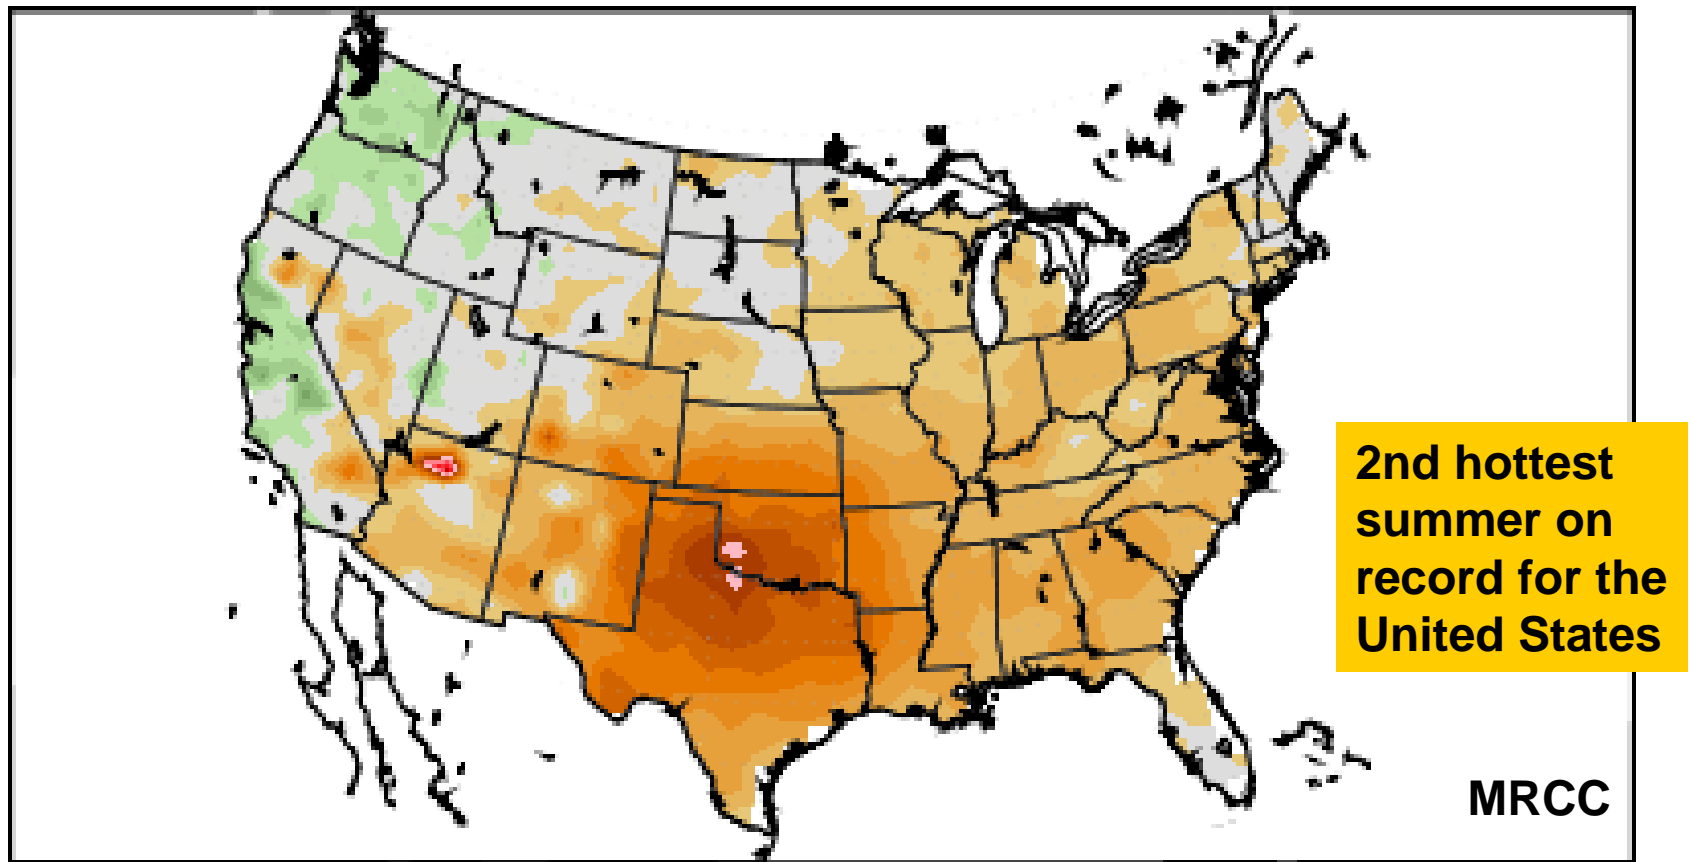 2nd hottest
summer on
record for the
United States
MRCC